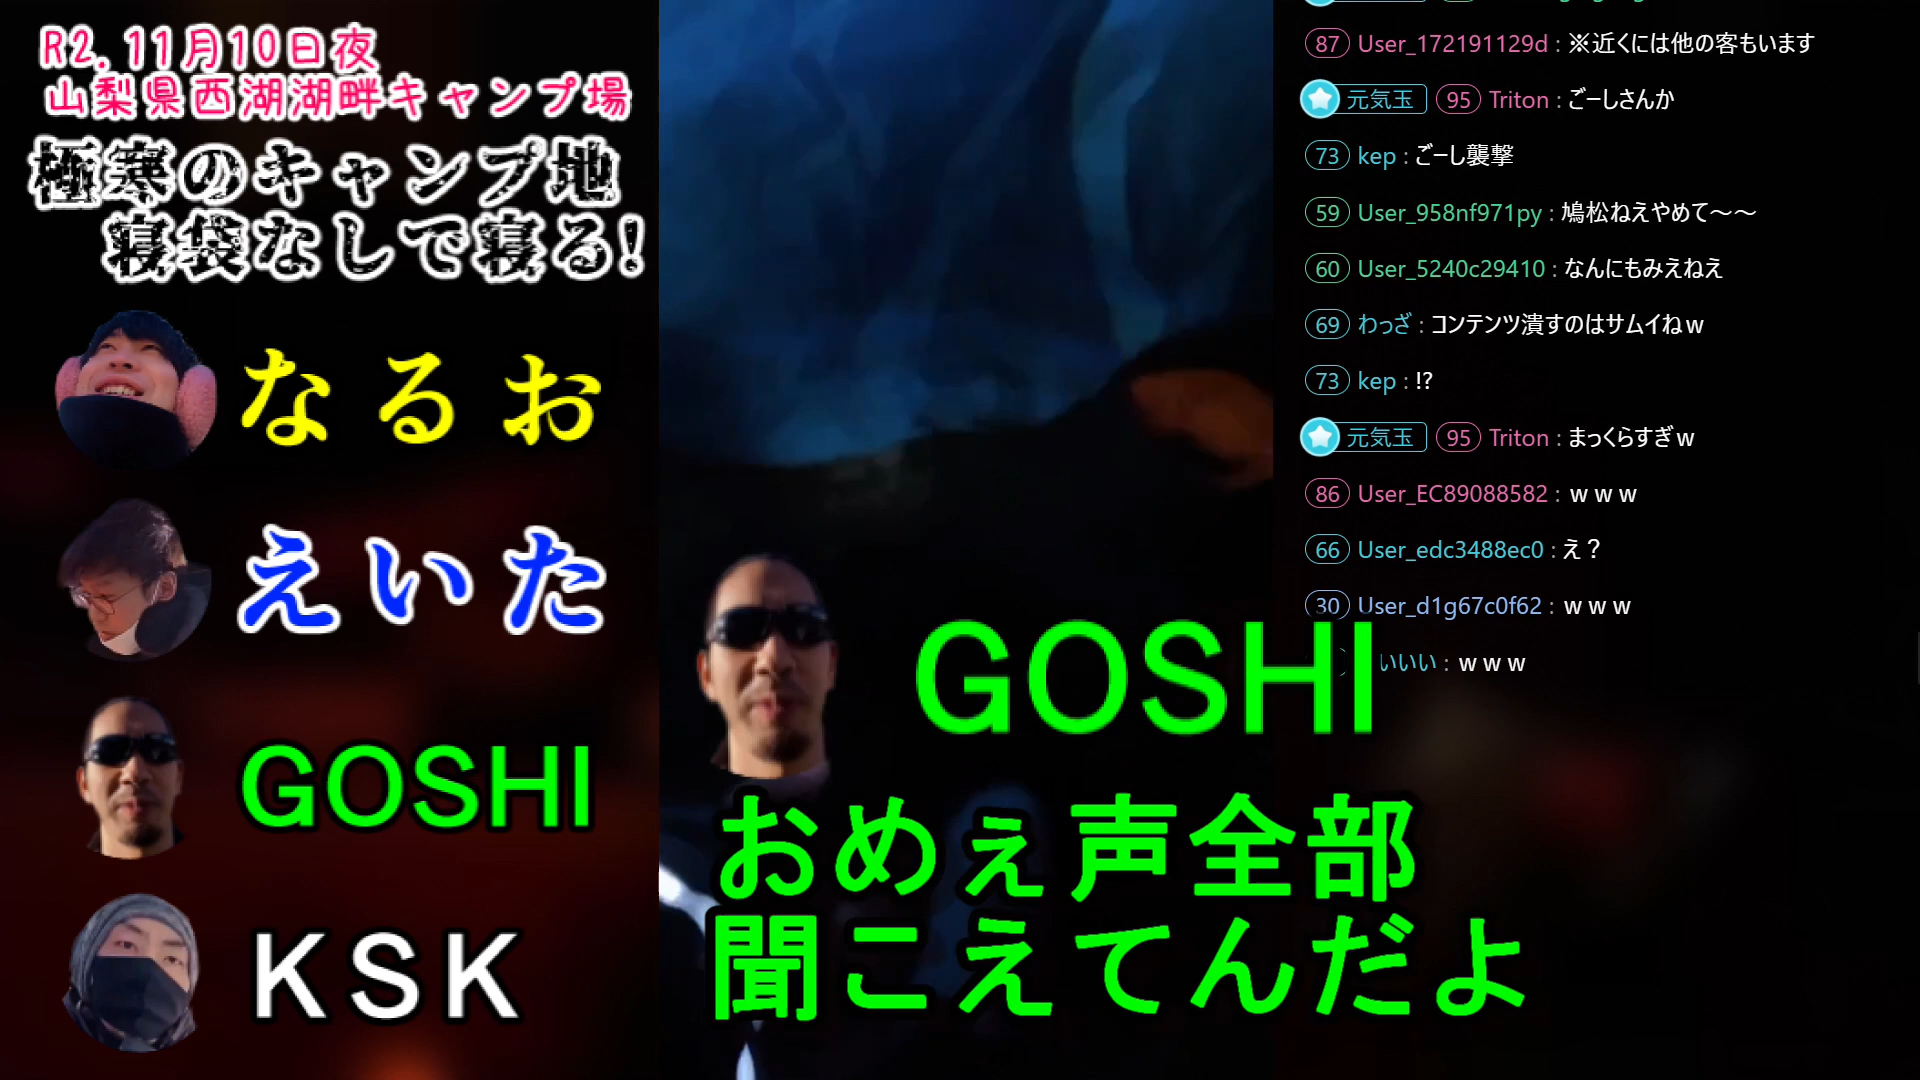 R2.11月10日夜
山梨県西湖湖畔キャンプ場
極寒のキャンプ地
寝袋なしで寝る!
なるお
えいた
GOSHI
KSK
GOSHI
おめぇ声全部
聞こえてんだよ
87 User_172191129d : ※近くには他の客もいます
元気玉 95 Triton : ごーしさんか
73 kep : ごーし襲撃
59 User_958nf971py : 鳩松ねえやめて～～
60 User_5240c29410 : なんにもみえねえ
69 わっざ : コンテンツ潰すのはサムイねｗ
73 kep : !?
元気玉 95 Triton : まっくらすぎｗ
86 User_EC89088582 : ｗｗｗ
66 User_edc3488ec0 : え？
30 User_d1g67c0f62 : ｗｗｗ
いいい : ｗｗｗ